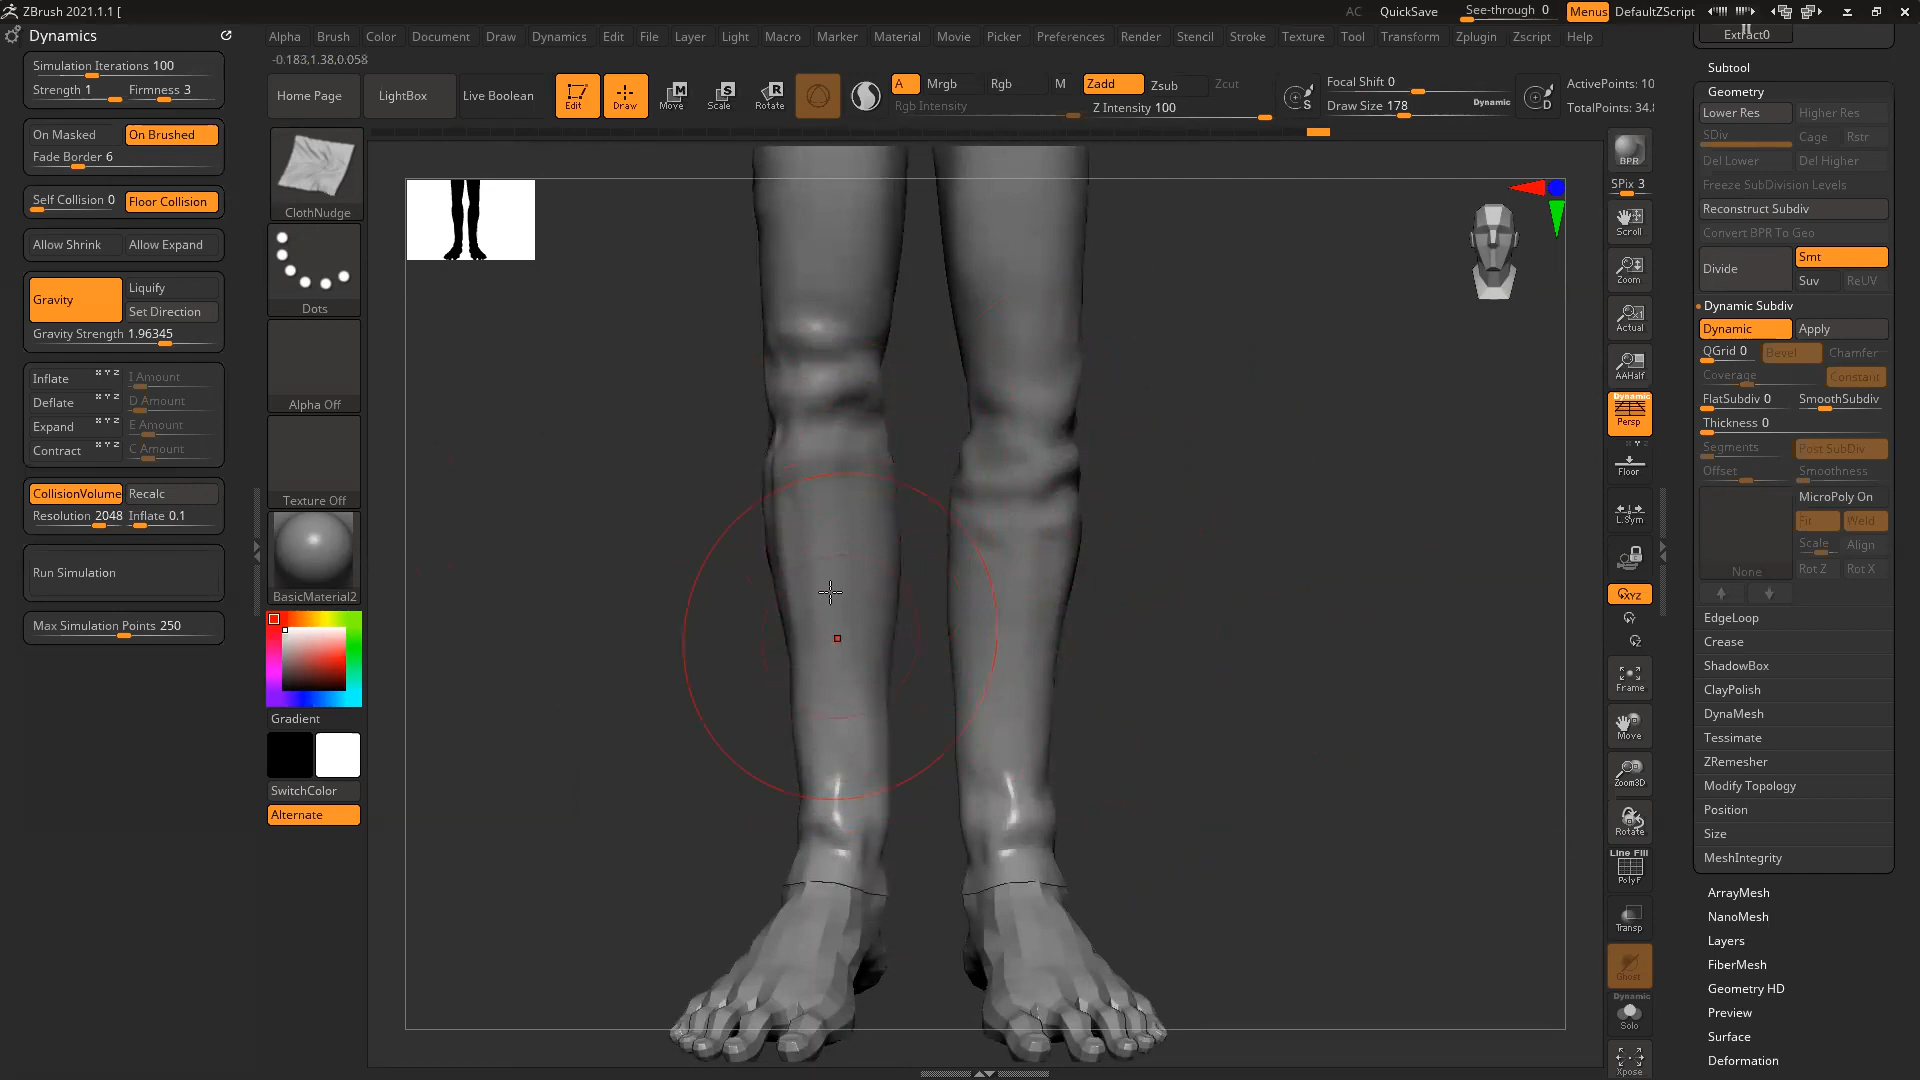 ZBrush 2021.1.1 [
AC QuickSave See-through 0 Menus DefaultZScript
Dynamics
Alpha Brush Color Document Draw Dynamics Edit File Layer Light Macro Marker Material Movie Picker Preferences Render Stencil Stroke Texture Tool Transform Zplugin Zscript Help
-0.183,1.38,0.058
Simulation Iterations 100
Strength 1 Firmness 3
On Masked On Brushed
Fade Border 6
Self Collision 0 Floor Collision
Allow Shrink Allow Expand
Gravity Liquify
Set Direction
Gravity Strength 1.96345
Inflate X Y Z I Amount
Deflate X Y Z D Amount
Expand X Y Z E Amount
Contract X Y Z C Amount
CollisionVolume Recalc
Resolution 2048 Inflate 0.1
Run Simulation
Max Simulation Points 250
Home Page LightBox Live Boolean
Edit Draw Move Scale Rotate
M S R
A Mrgb Rgb M Zadd Zsub Zcut
Rgb Intensity Z Intensity 100
S Focal Shift 0
Draw Size 178 Dynamic
D ActivePoints: 10
TotalPoints: 34.
ClothNudge
Dots
Alpha Off
Texture Off
BasicMaterial2
Gradient
SwitchColor
Alternate
BPR
SPix 3
Scroll
Zoom
Actual
AAHalf
Dynamic
Persp
Floor
L.Sym
XYZ
Frame
Move
Zoom3D
Rotate
Line Fill
PolyF
Transp
Ghost
Dynamic
Solo
Xpose
Extract0
Subtool
Geometry
Lower Res Higher Res
SDiv Cage Rstr
Del Lower Del Higher
Freeze SubDivision Levels
Reconstruct Subdiv
Convert BPR To Geo
Divide Smt
Suv ReUV
Dynamic Subdiv
Dynamic Apply
QGrid 0 Bevel Chamfer
Coverage Constant
FlatSubdiv 0 SmoothSubdiv
Thickness 0
Segments Post SubDiv
Offset Smoothness
MicroPoly On
Fit Weld
Scale Align
None Rot Z Rot X
EdgeLoop
Crease
ShadowBox
ClayPolish
DynaMesh
Tessimate
ZRemesher
Modify Topology
Position
Size
MeshIntegrity
ArrayMesh
NanoMesh
Layers
FiberMesh
Geometry HD
Preview
Surface
Deformation